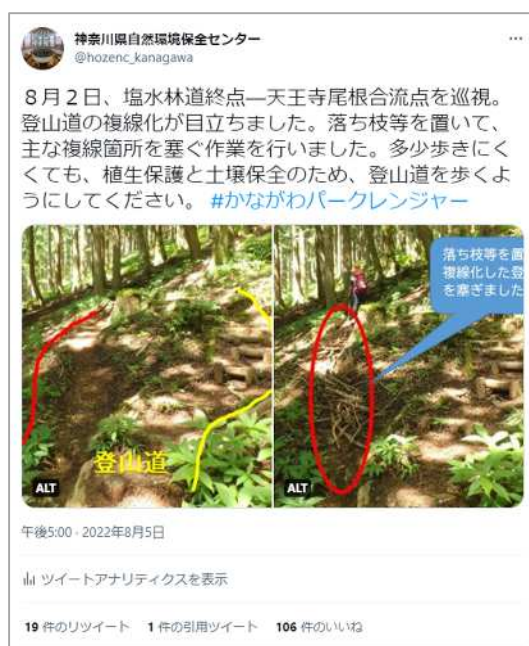 神奈川県自然環境保全センター
@hozenc_kanagawa
８月２日、塩水林道終点―天王寺尾根合流点を巡視。
登山道の複線化が目立ちました。落ち枝等を置いて、
主な複線箇所を塞ぐ作業を行いました。多少歩きにく
くても、植生保護と土壌保全のため、登山道を歩くよ
うにしてください。 #かながわパークレンジャー
登山道
ALT
落ち枝等を置
複線化した登
を塞ぎました
ALT
午後5:00 · 2022年8月5日
ツイートアナリティクスを表示
19 件のリツイート 1 件の引用ツイート 106 件のいいね